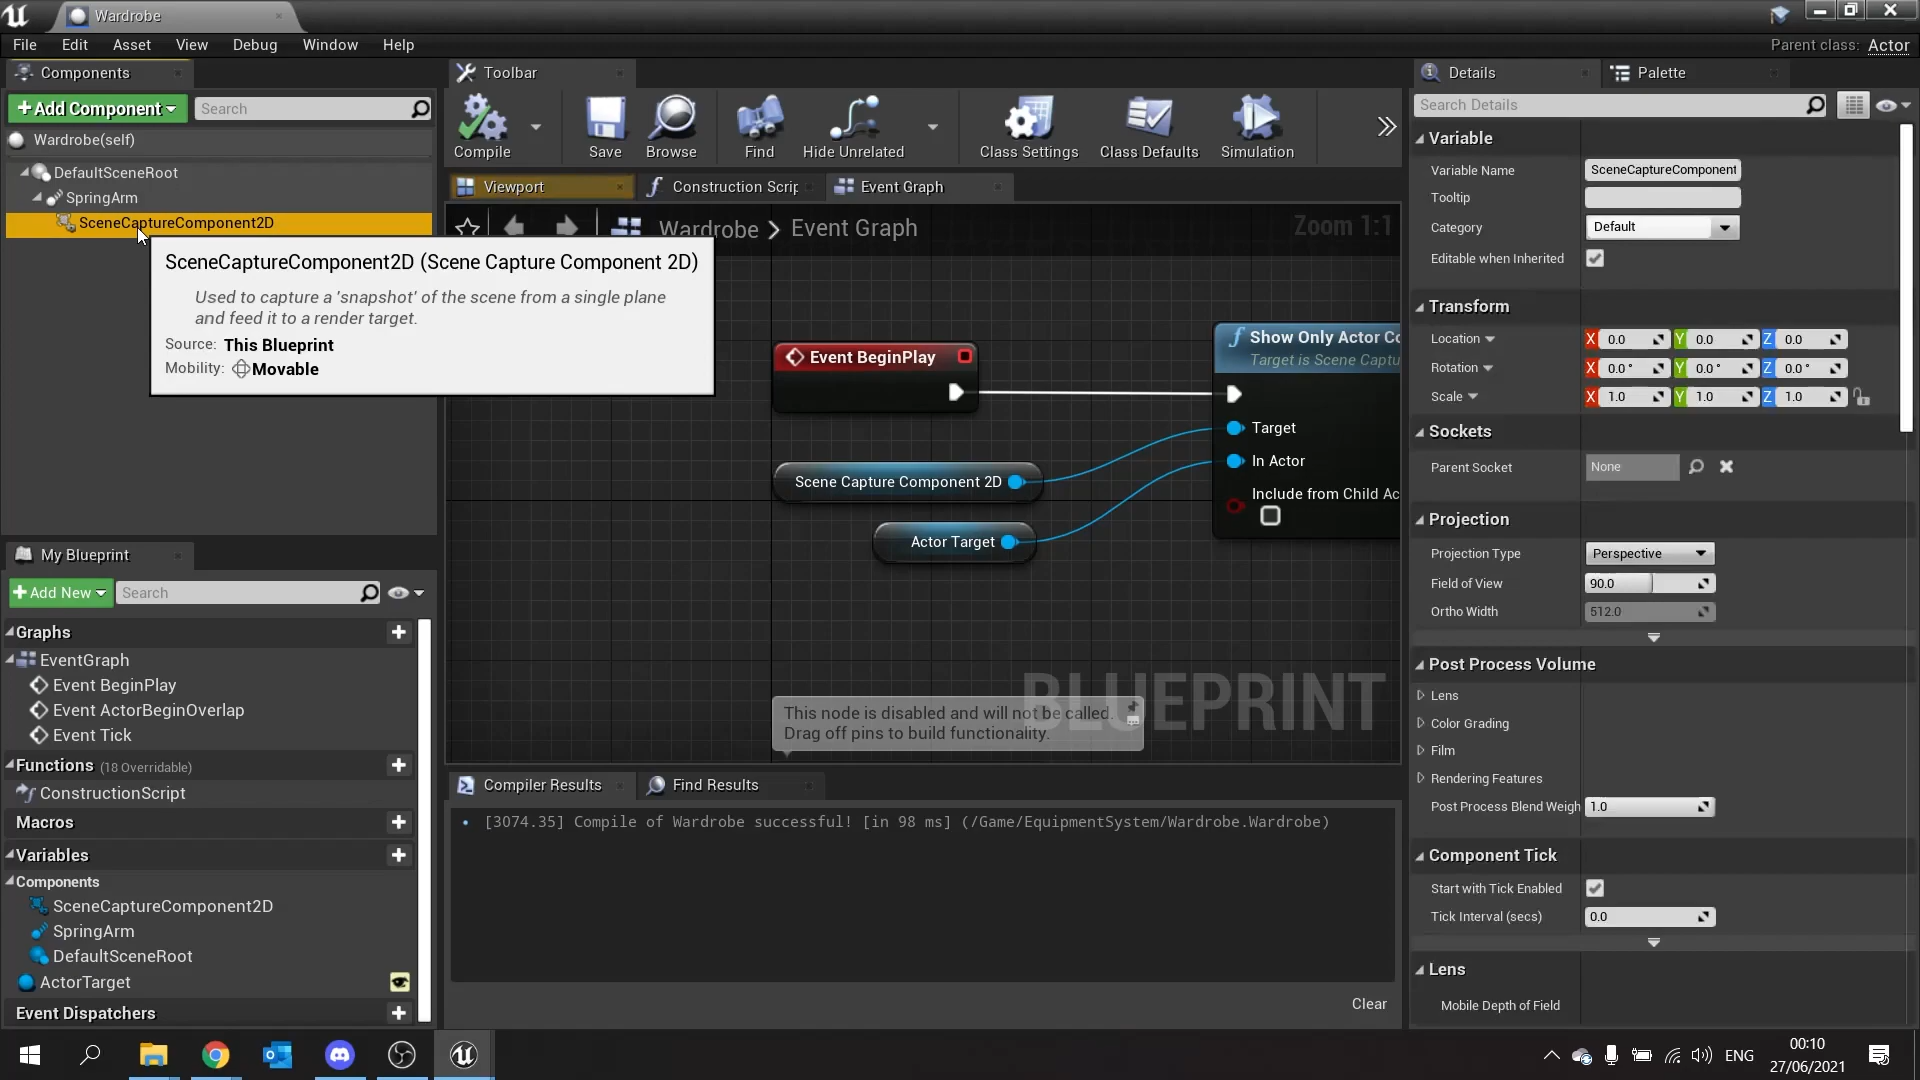 Wardrobe
File Edit Asset View Debug Window Help
Parent class: Actor
Components
+Add Component
Search
Wardrobe(self)
DefaultSceneRoot
SpringArm
SceneCaptureComponent2D
SceneCaptureComponent2D (Scene Capture Component 2D)
Used to capture a 'snapshot' of the scene from a single plane
and feed it to a render target.
Source: This Blueprint
Mobility: Movable
My Blueprint
+Add New
Search
Graphs
EventGraph
Event BeginPlay
Event ActorBeginOverlap
Event Tick
Functions (18 Overridable)
ConstructionScript
Macros
Variables
Components
SceneCaptureComponent2D
SpringArm
DefaultSceneRoot
ActorTarget
Event Dispatchers
Toolbar
Compile Save Browse Find Hide Unrelated Class Settings Class Defaults Simulation
Viewport Construction Scrip Event Graph
Wardrobe > Event Graph
Zoom 1:1
Event BeginPlay
Show Only Actor Co
Target is Scene Captu
Target
In Actor
Include from Child Ac
Scene Capture Component 2D
Actor Target
This node is disabled and will not be called.
Drag off pins to build functionality.
BLUEPRINT
Compiler Results Find Results
[3074.35] Compile of Wardrobe successful! [in 98 ms] (/Game/EquipmentSystem/Wardrobe.Wardrobe)
Clear
Details Palette
Search Details
Variable
Variable Name SceneCaptureComponent
Tooltip
Category Default
Editable when Inherited
Transform
Location X 0.0 Y 0.0 Z 0.0
Rotation X 0.0° Y 0.0° Z 0.0°
Scale X 1.0 Y 1.0 Z 1.0
Sockets
Parent Socket None
Projection
Projection Type Perspective
Field of View 90.0
Ortho Width 512.0
Post Process Volume
Lens
Color Grading
Film
Rendering Features
Post Process Blend Weigh 1.0
Component Tick
Start with Tick Enabled
Tick Interval (secs) 0.0
Lens
Mobile Depth of Field
ENG
00:10
27/06/2021